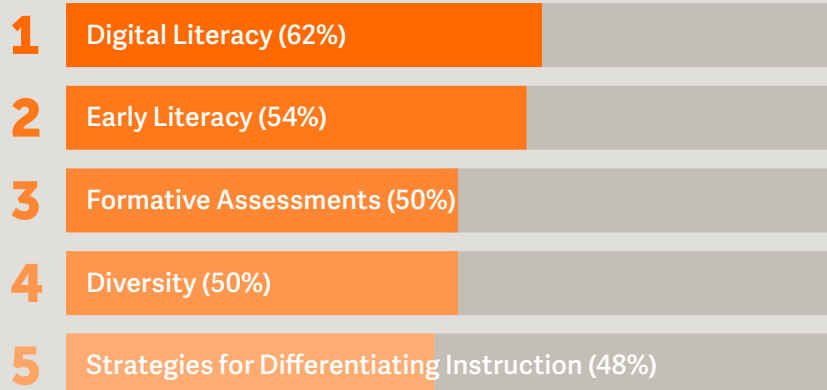 1 Digital Literacy (62%)
2 Early Literacy (54%)
3 Formative Assessments (50%)
4 Diversity (50%)
5 Strategies for Differentiating Instruction (48%)